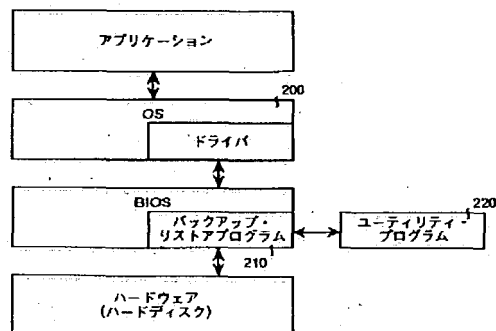 アプリケーション
200
OS
ドライバ
BIOS
バックアップ・
リストアプログラム
220
ユーティリティ・
プログラム
210
ハードウェア
(ハードディスク)